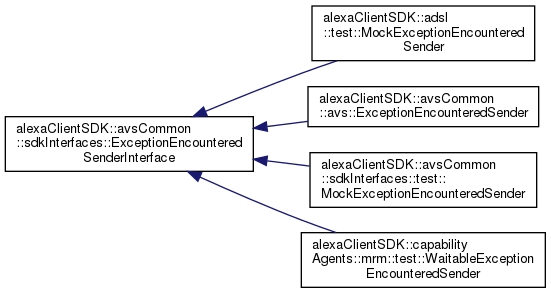 alexaClientSDK::adsl
::test::MockExceptionEncountered
Sender
alexaClientSDK::avsCommon
::avs::ExceptionEncounteredSender
alexaClientSDK::avsCommon
::sdkInterfaces::ExceptionEncountered
SenderInterface
alexaClientSDK::avsCommon
::sdkInterfaces::test::
MockExceptionEncounteredSender
alexaClientSDK::capability
Agents::mrm::test::WaitableException
EncounteredSender